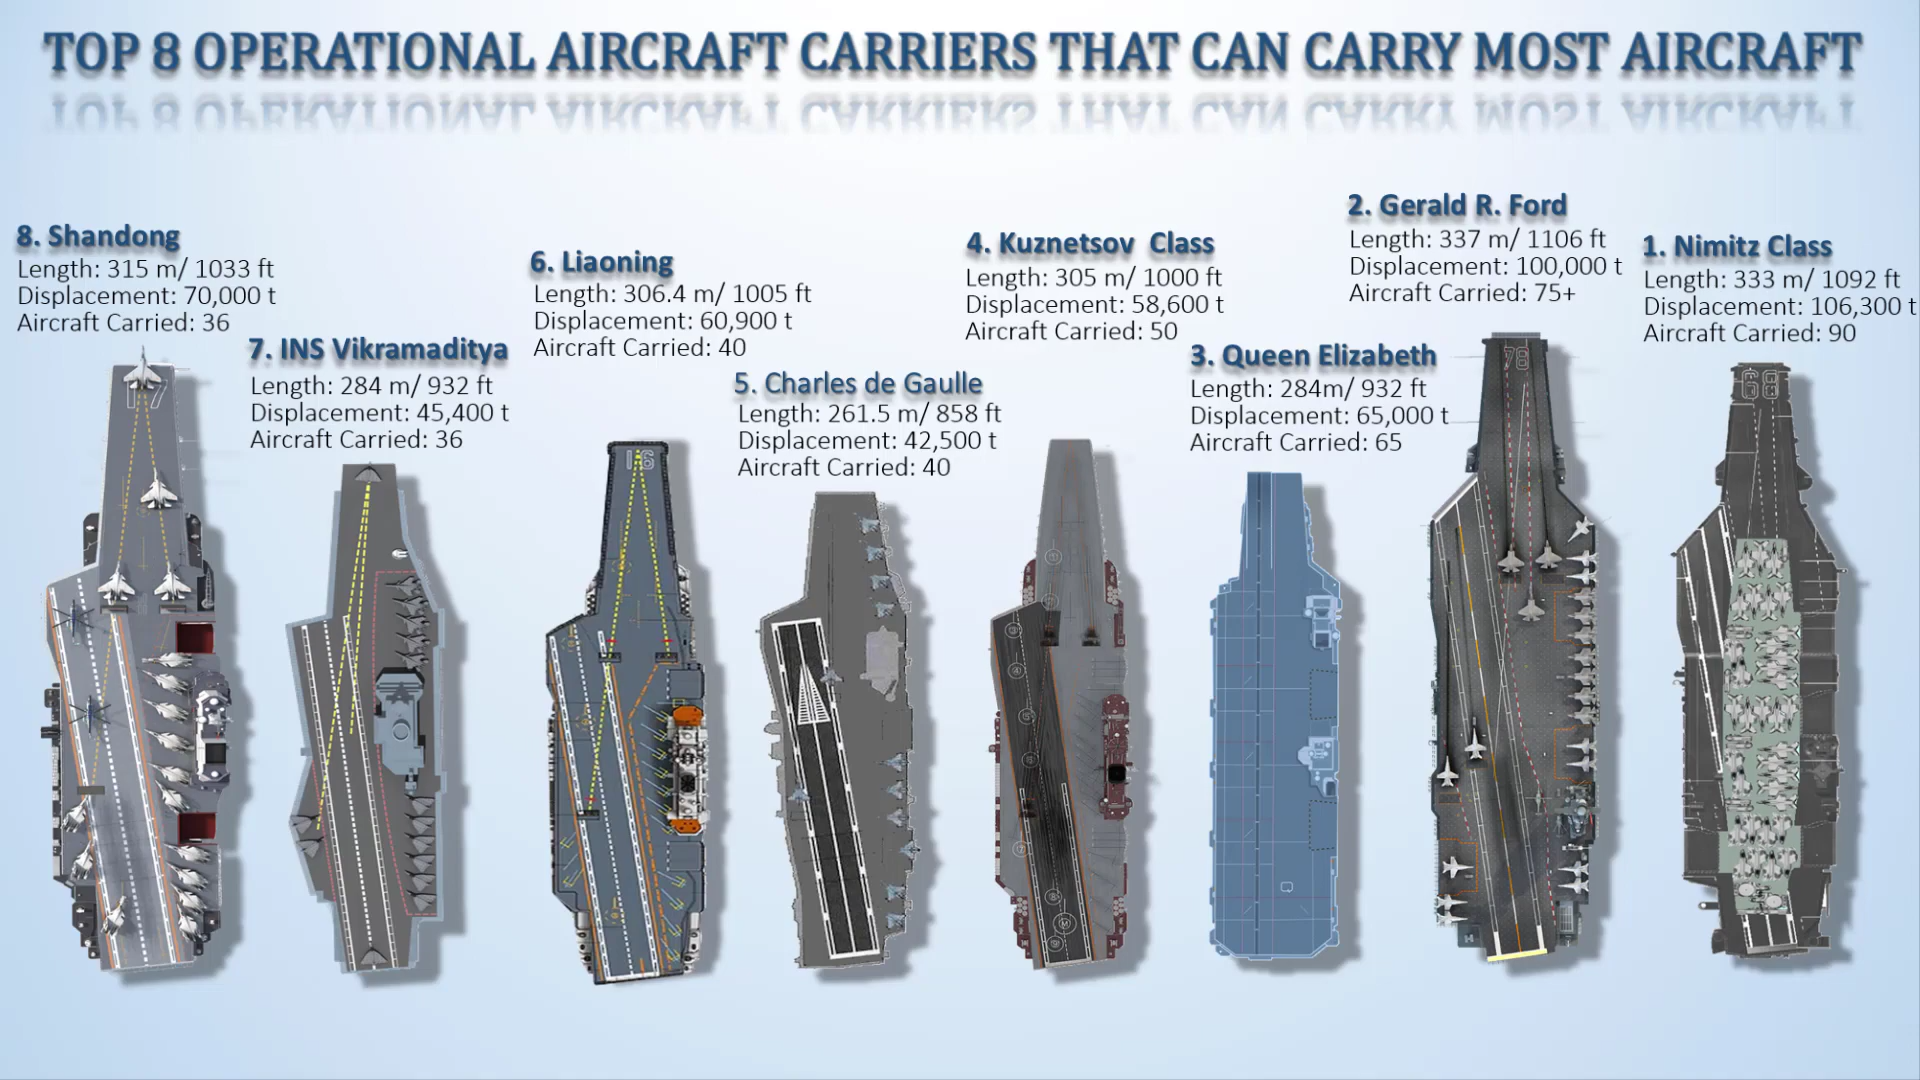 TOP 8 OPERATIONAL AIRCRAFT CARRIERS THAT CAN CARRY MOST AIRCRAFT
8. Shandong
Length: 315 m/ 1033 ft
Displacement: 70,000 t
Aircraft Carried: 36
7. INS Vikramaditya
Length: 284 m/ 932 ft
Displacement: 45,400 t
Aircraft Carried: 36
6. Liaoning
Length: 306.4 m/ 1005 ft
Displacement: 60,900 t
Aircraft Carried: 40
5. Charles de Gaulle
Length: 261.5 m/ 858 ft
Displacement: 42,500 t
Aircraft Carried: 40
4. Kuznetsov Class
Length: 305 m/ 1000 ft
Displacement: 58,600 t
Aircraft Carried: 50
3. Queen Elizabeth
Length: 284m/ 932 ft
Displacement: 65,000 t
Aircraft Carried: 65
2. Gerald R. Ford
Length: 337 m/ 1106 ft
Displacement: 100,000 t
Aircraft Carried: 75+
1. Nimitz Class
Length: 333 m/ 1092 ft
Displacement: 106,300 t
Aircraft Carried: 90
17
16
78
68